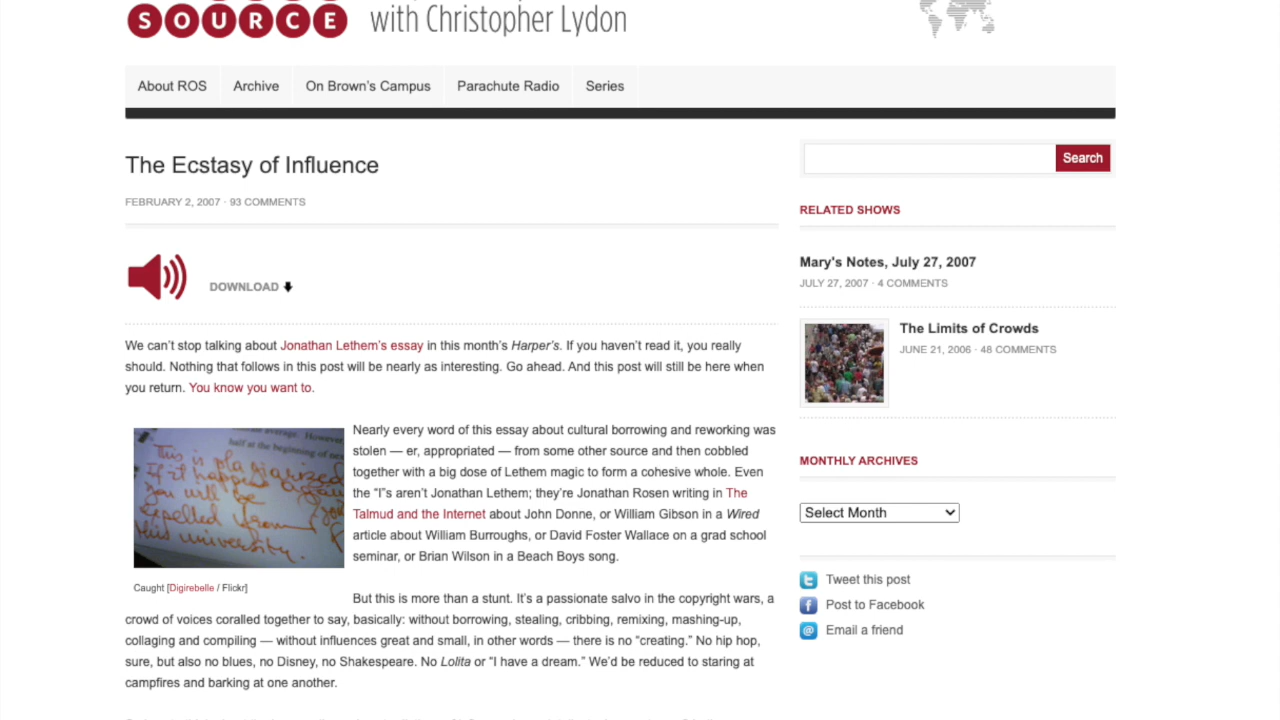 SOURCE
with Christopher Lydon
About ROS
Archive
On Brown's Campus
Parachute Radio
Series
The Ecstasy of Influence
FEBRUARY 2, 2007 · 93 COMMENTS
DOWNLOAD
We can't stop talking about Jonathan Lethem's essay in this month's Harper's. If you haven't read it, you really
should. Nothing that follows in this post will be nearly as interesting. Go ahead. And this post will still be here when
you return. You know you want to.
This is plagiarized
If it happens again
you will be
expelled from
this university.
half at the beginning of
Caught [Digirebelle / Flickr]
Nearly every word of this essay about cultural borrowing and reworking was
stolen — er, appropriated — from some other source and then cobbled
together with a big dose of Lethem magic to form a cohesive whole. Even
the "I"s aren't Jonathan Lethem; they're Jonathan Rosen writing in The
Talmud and the Internet about John Donne, or William Gibson in a Wired
article about William Burroughs, or David Foster Wallace on a grad school
seminar, or Brian Wilson in a Beach Boys song.
But this is more than a stunt. It's a passionate salvo in the copyright wars, a
crowd of voices coralled together to say, basically: without borrowing, stealing, cribbing, remixing, mashing-up,
collaging and compiling — without influences great and small, in other words — there is no "creating." No hip hop,
sure, but also no blues, no Disney, no Shakespeare. No Lolita or "I have a dream." We'd be reduced to staring at
campfires and barking at one another.
Search
RELATED SHOWS
Mary's Notes, July 27, 2007
JULY 27, 2007 · 4 COMMENTS
The Limits of Crowds
JUNE 21, 2006 · 48 COMMENTS
MONTHLY ARCHIVES
Select Month
Tweet this post
Post to Facebook
Email a friend